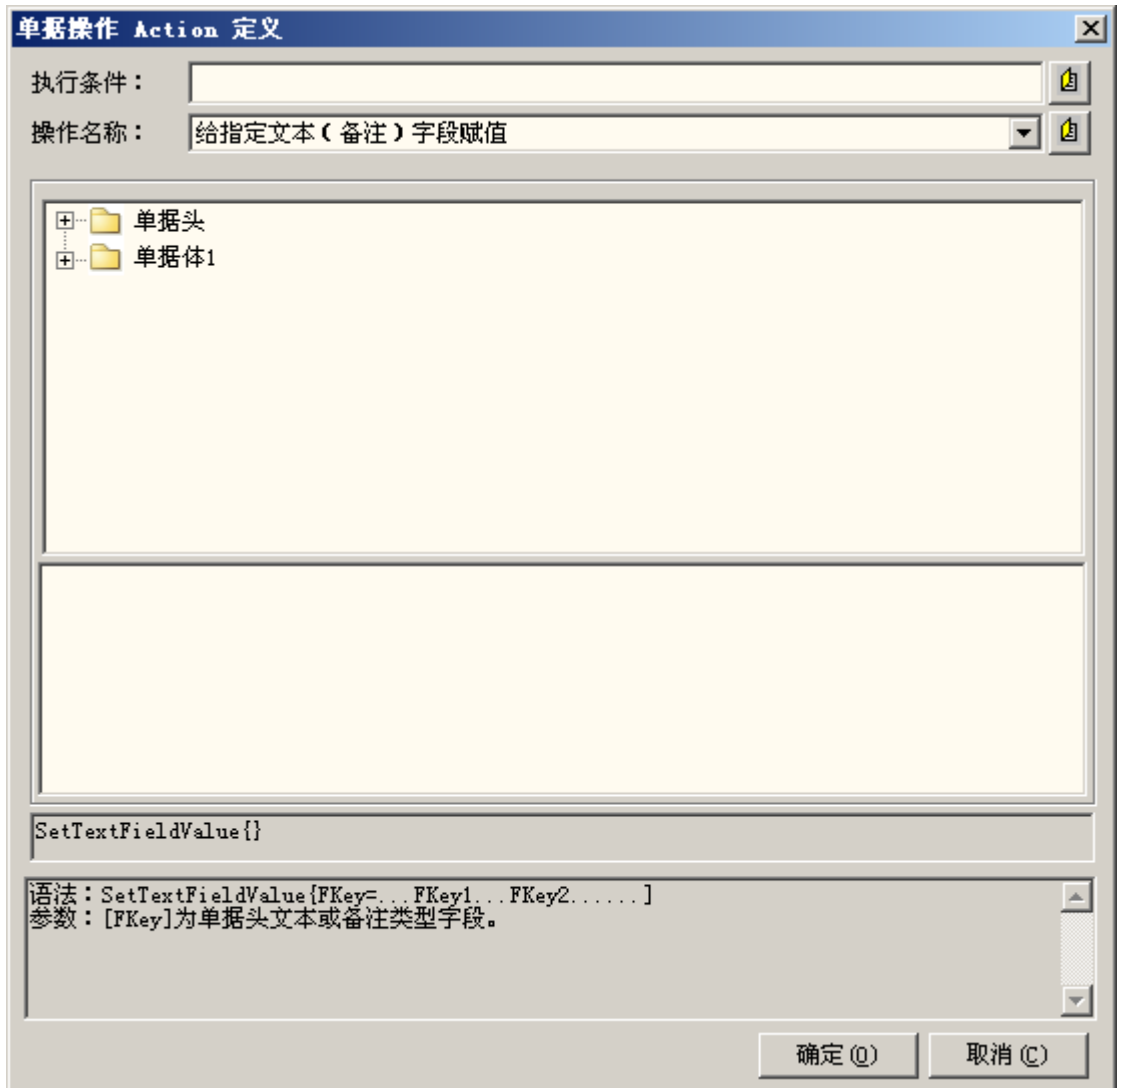 单据操作 Action 定义
执行条件：
操作名称： 给指定文本（备注）字段赋值
单据头
单据体1
SetTextFieldValue{}
语法：SetTextFieldValue{FKey=...FKey1...FKey2......]
参数：[FKey]为单据头文本或备注类型字段。
确定(O) 取消(C)